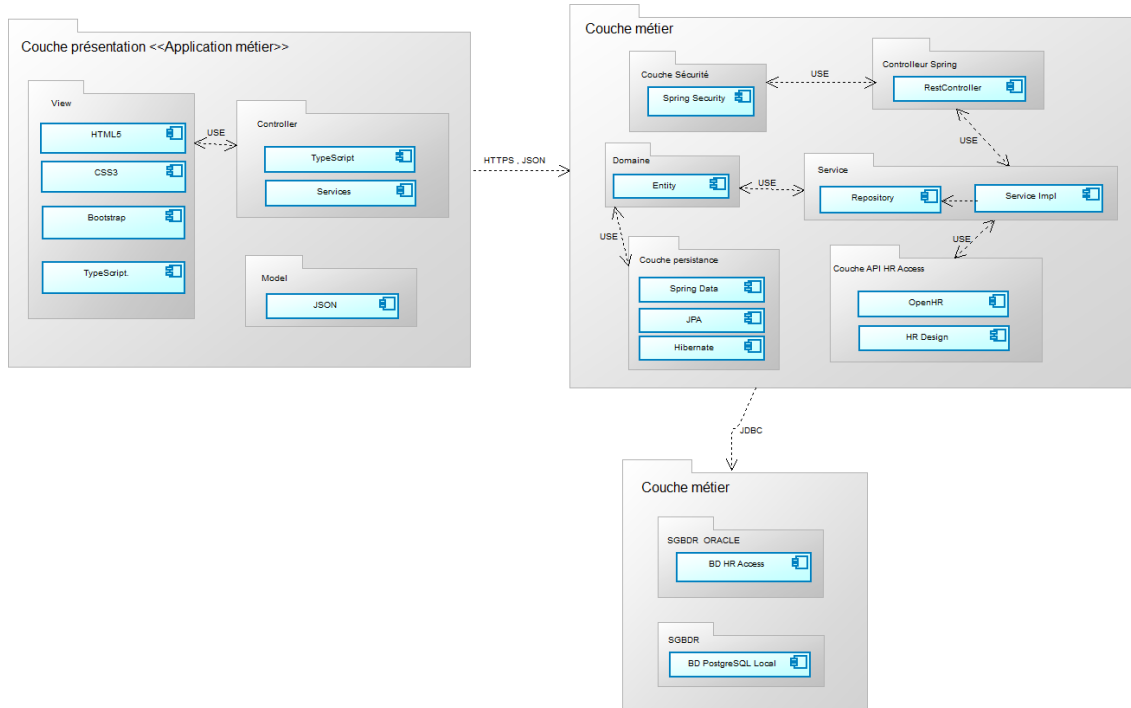 Couche présentation <<Application métier>>
View
HTML5
CSS3
Bootstrap
TypeScript.
USE
Controller
TypeScript
Services
Model
JSON
HTTPS , JSON
Couche métier
Couche Sécurité
Spring Security
USE
Controlleur Spring
RestController
USE
Domaine
Entity
USE
Service
Repository
Service Impl
USE
USE
Couche persistance
Spring Data
JPA
Hibernate
Couche API HR Access
OpenHR
HR Design
JDBC
Couche métier
SGBDR ORACLE
BD HR Access
SGBDR
BD PostgreSQL Local